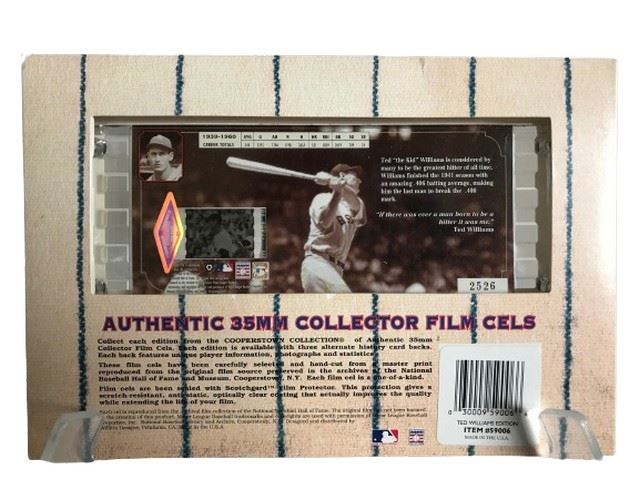 1939-1960
CAREER TOTALS
Ted "the Kid" Williams is considered by
many to be the greatest hitter of all time.
Williams finished the 1941 season with
an amazing .406 batting average, making
him the last man to break the .400
mark.
"If there was ever a man born to be a
hitter it was me."
Ted Williams
2526
AUTHENTIC 35MM COLLECTOR FILM CELS
Collect each edition from the COOPERSTOWN COLLECTION® of Authentic 35mm
Collector Film Cels. Each edition is available with three alternate history card backs.
Each back features unique player information, photographs and statistics.
These film cels have been carefully selected and hand-cut from a master print
reproduced from the original film source preserved in the archives of the National
Baseball Hall of Fame and Museum, Cooperstown, N.Y. Each film cel is a one-of-a-kind.
Film cels are being sealed with Scotchgard™ Film Protector. This protection gives a
scratch-resistant, anti-static, optically clear coating that actually improves the quality
while extending the life of your film.
0 30009 59006
TED WILLIAMS EDITION
ITEM #59006
MADE IN THE U.S.A.